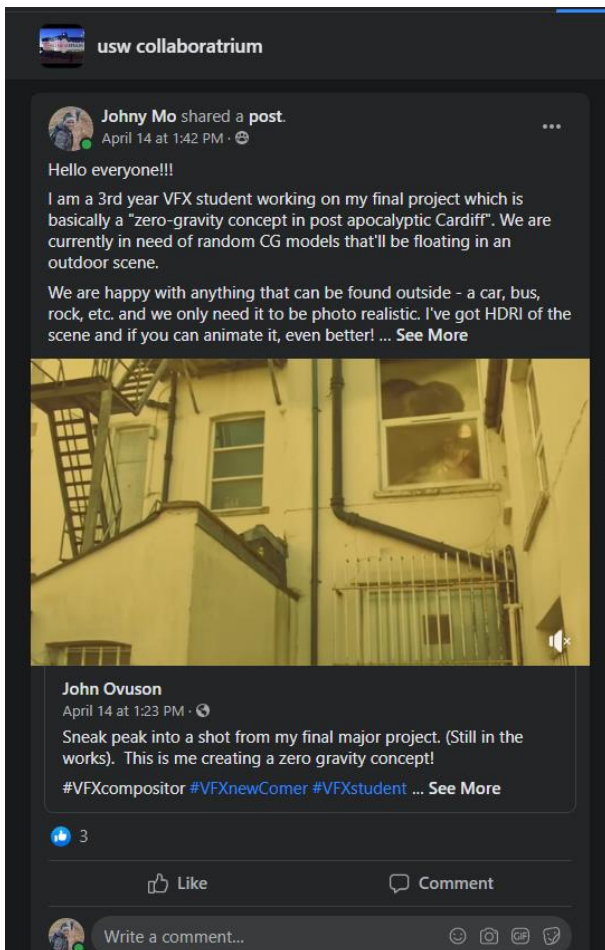 usw collaboratrium
Johny Mo shared a post.
April 14 at 1:42 PM ·
Hello everyone!!!
I am a 3rd year VFX student working on my final project which is
basically a "zero-gravity concept in post apocalyptic Cardiff". We are
currently in need of random CG models that'll be floating in an
outdoor scene.
We are happy with anything that can be found outside - a car, bus,
rock, etc. and we only need it to be photo realistic. I've got HDRI of the
scene and if you can animate it, even better! ... See More
John Ovuson
April 14 at 1:23 PM ·
Sneak peak into a shot from my final major project. (Still in the
works). This is me creating a zero gravity concept!
#VFXcompositor #VFXnewComer #VFXstudent ... See More
3
Like Comment
Write a comment...
GIF